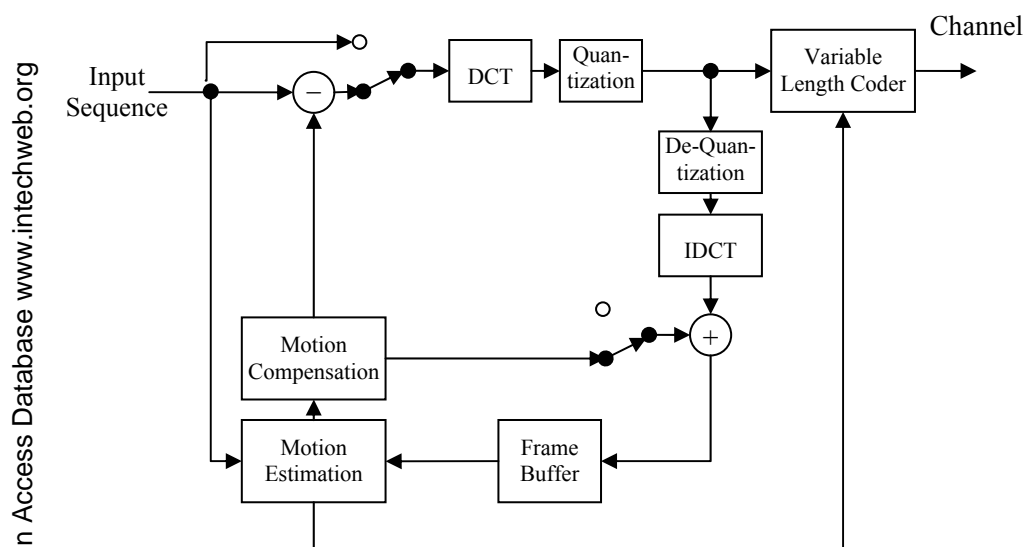 Channel
Input
Sequence
−
DCT
Quan-
tization
Variable
Length Coder
De-Quan-
tization
IDCT
+
Motion
Compensation
Motion
Estimation
Frame
Buffer
n Access Database www.intechweb.org